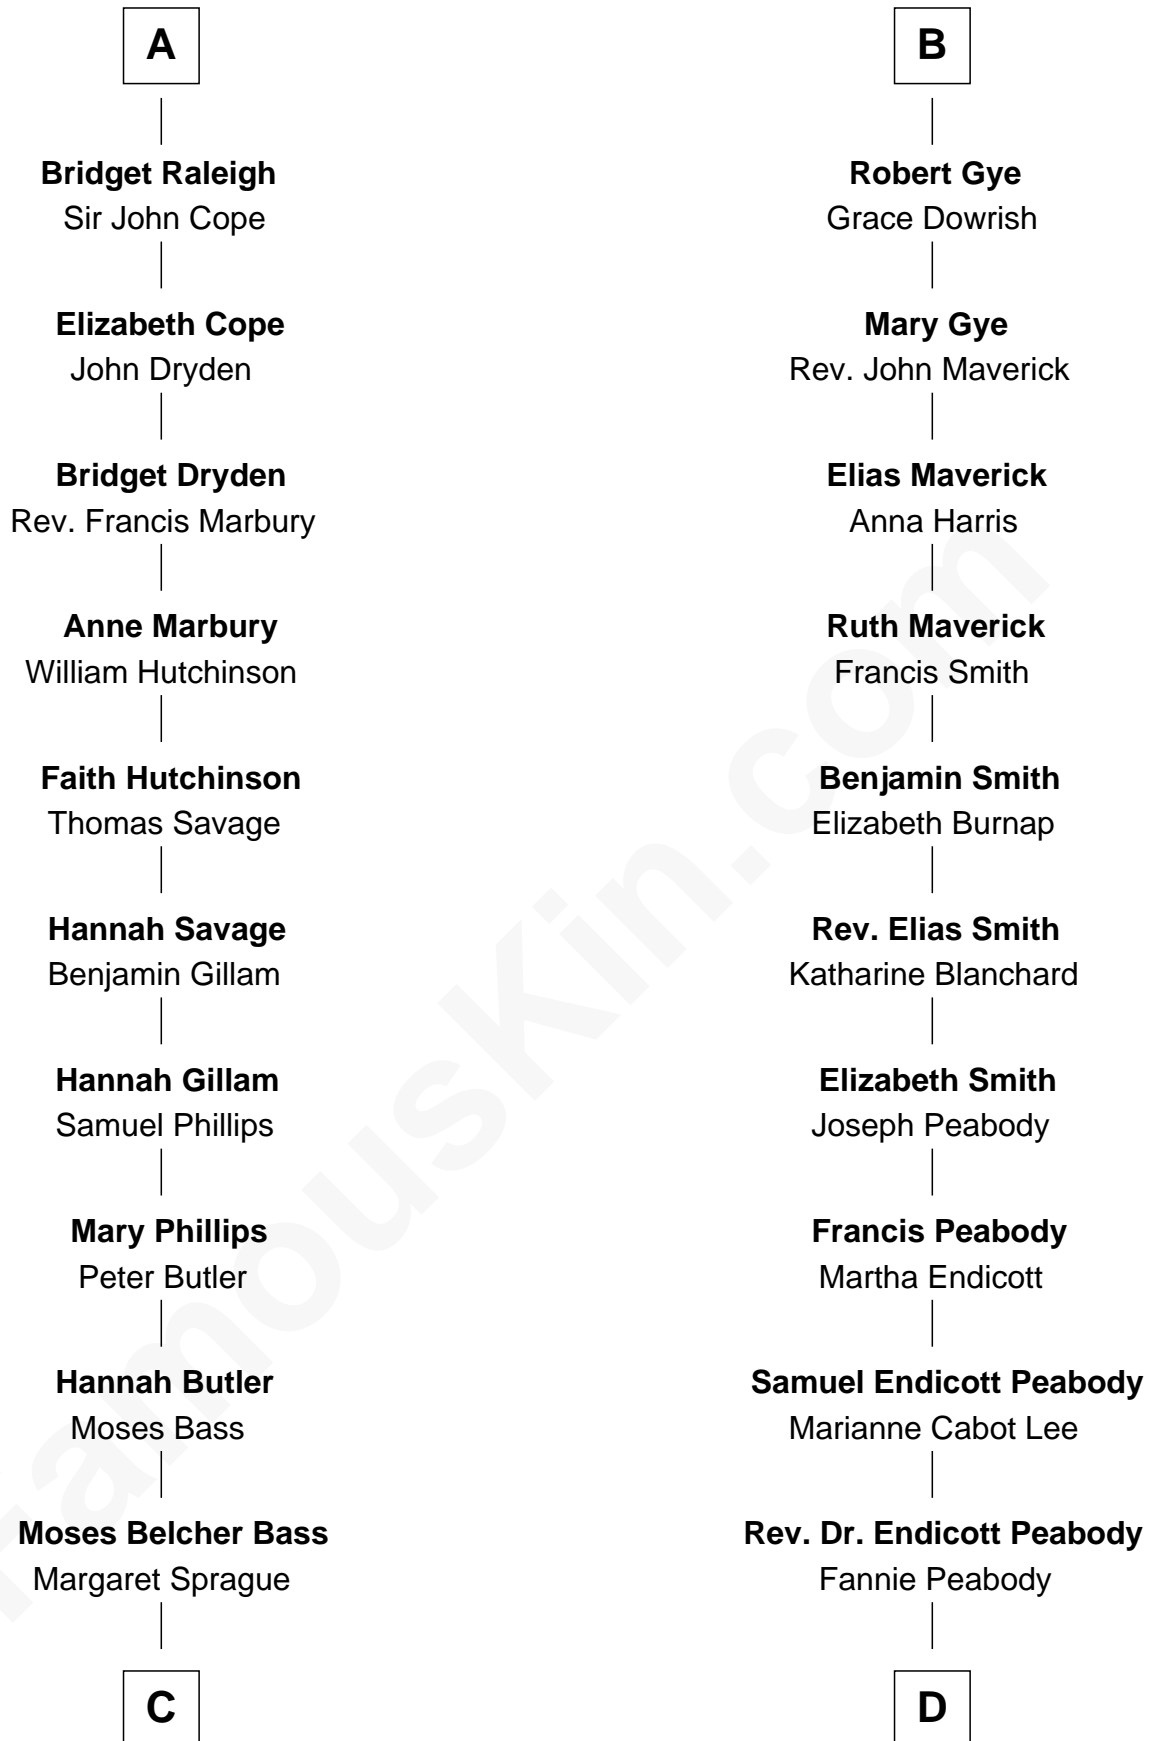 A
Bridget Raleigh
Sir John Cope
Elizabeth Cope
John Dryden
Bridget Dryden
Rev. Francis Marbury
Anne Marbury
William Hutchinson
Faith Hutchinson
Thomas Savage
Hannah Savage
Benjamin Gillam
Hannah Gillam
Samuel Phillips
Mary Phillips
Peter Butler
Hannah Butler
Moses Bass
Moses Belcher Bass
Margaret Sprague
C
B
Robert Gye
Grace Dowrish
Mary Gye
Rev. John Maverick
Elias Maverick
Anna Harris
Ruth Maverick
Francis Smith
Benjamin Smith
Elizabeth Burnap
Rev. Elias Smith
Katharine Blanchard
Elizabeth Smith
Joseph Peabody
Francis Peabody
Martha Endicott
Samuel Endicott Peabody
Marianne Cabot Lee
Rev. Dr. Endicott Peabody
Fannie Peabody
D
FamousKin.com